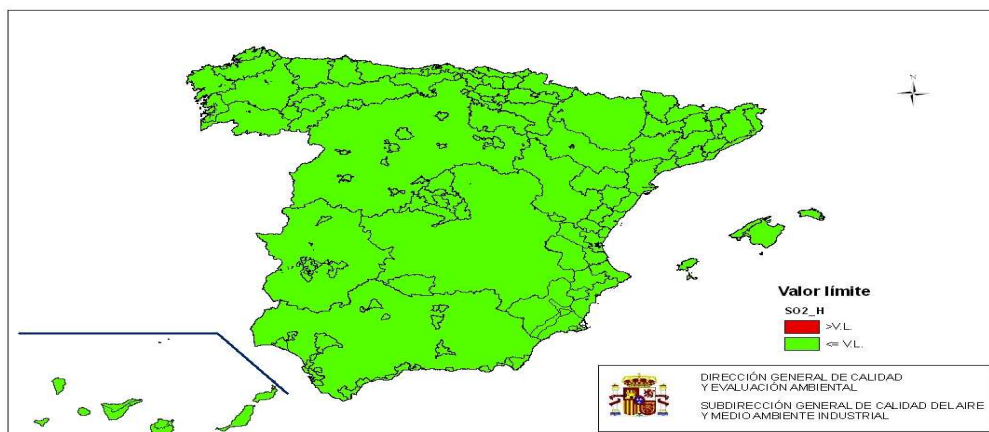 N
Valor límite
SO2_H
>V.L.
<= V.L.
DIRECCIÓN GENERAL DE CALIDAD
Y EVALUACIÓN AMBIENTAL
SUBDIRECCIÓN GENERAL DE CALIDAD DEL AIRE
Y MEDIO AMBIENTE INDUSTRIAL